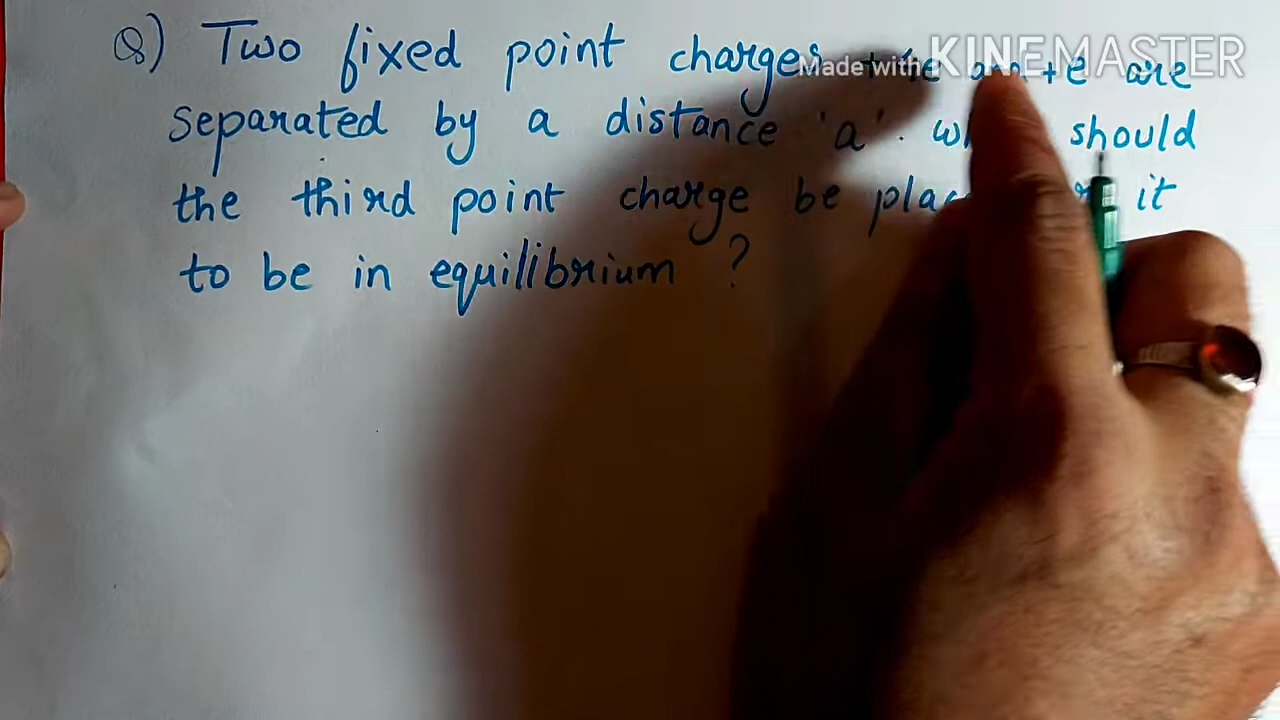 Q) Two fixed point charges +e are
Made with KINEMASTER
separated by a distance 'a'. should
the third point charge be it
to be in equilibrium ?